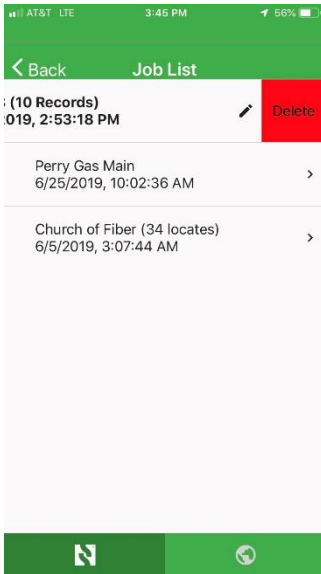 AT&T LTE 3:45 PM 56%
Back Job List
(10 Records)
019, 2:53:18 PM
Delete
Perry Gas Main
6/25/2019, 10:02:36 AM
Church of Fiber (34 locates)
6/5/2019, 3:07:44 AM